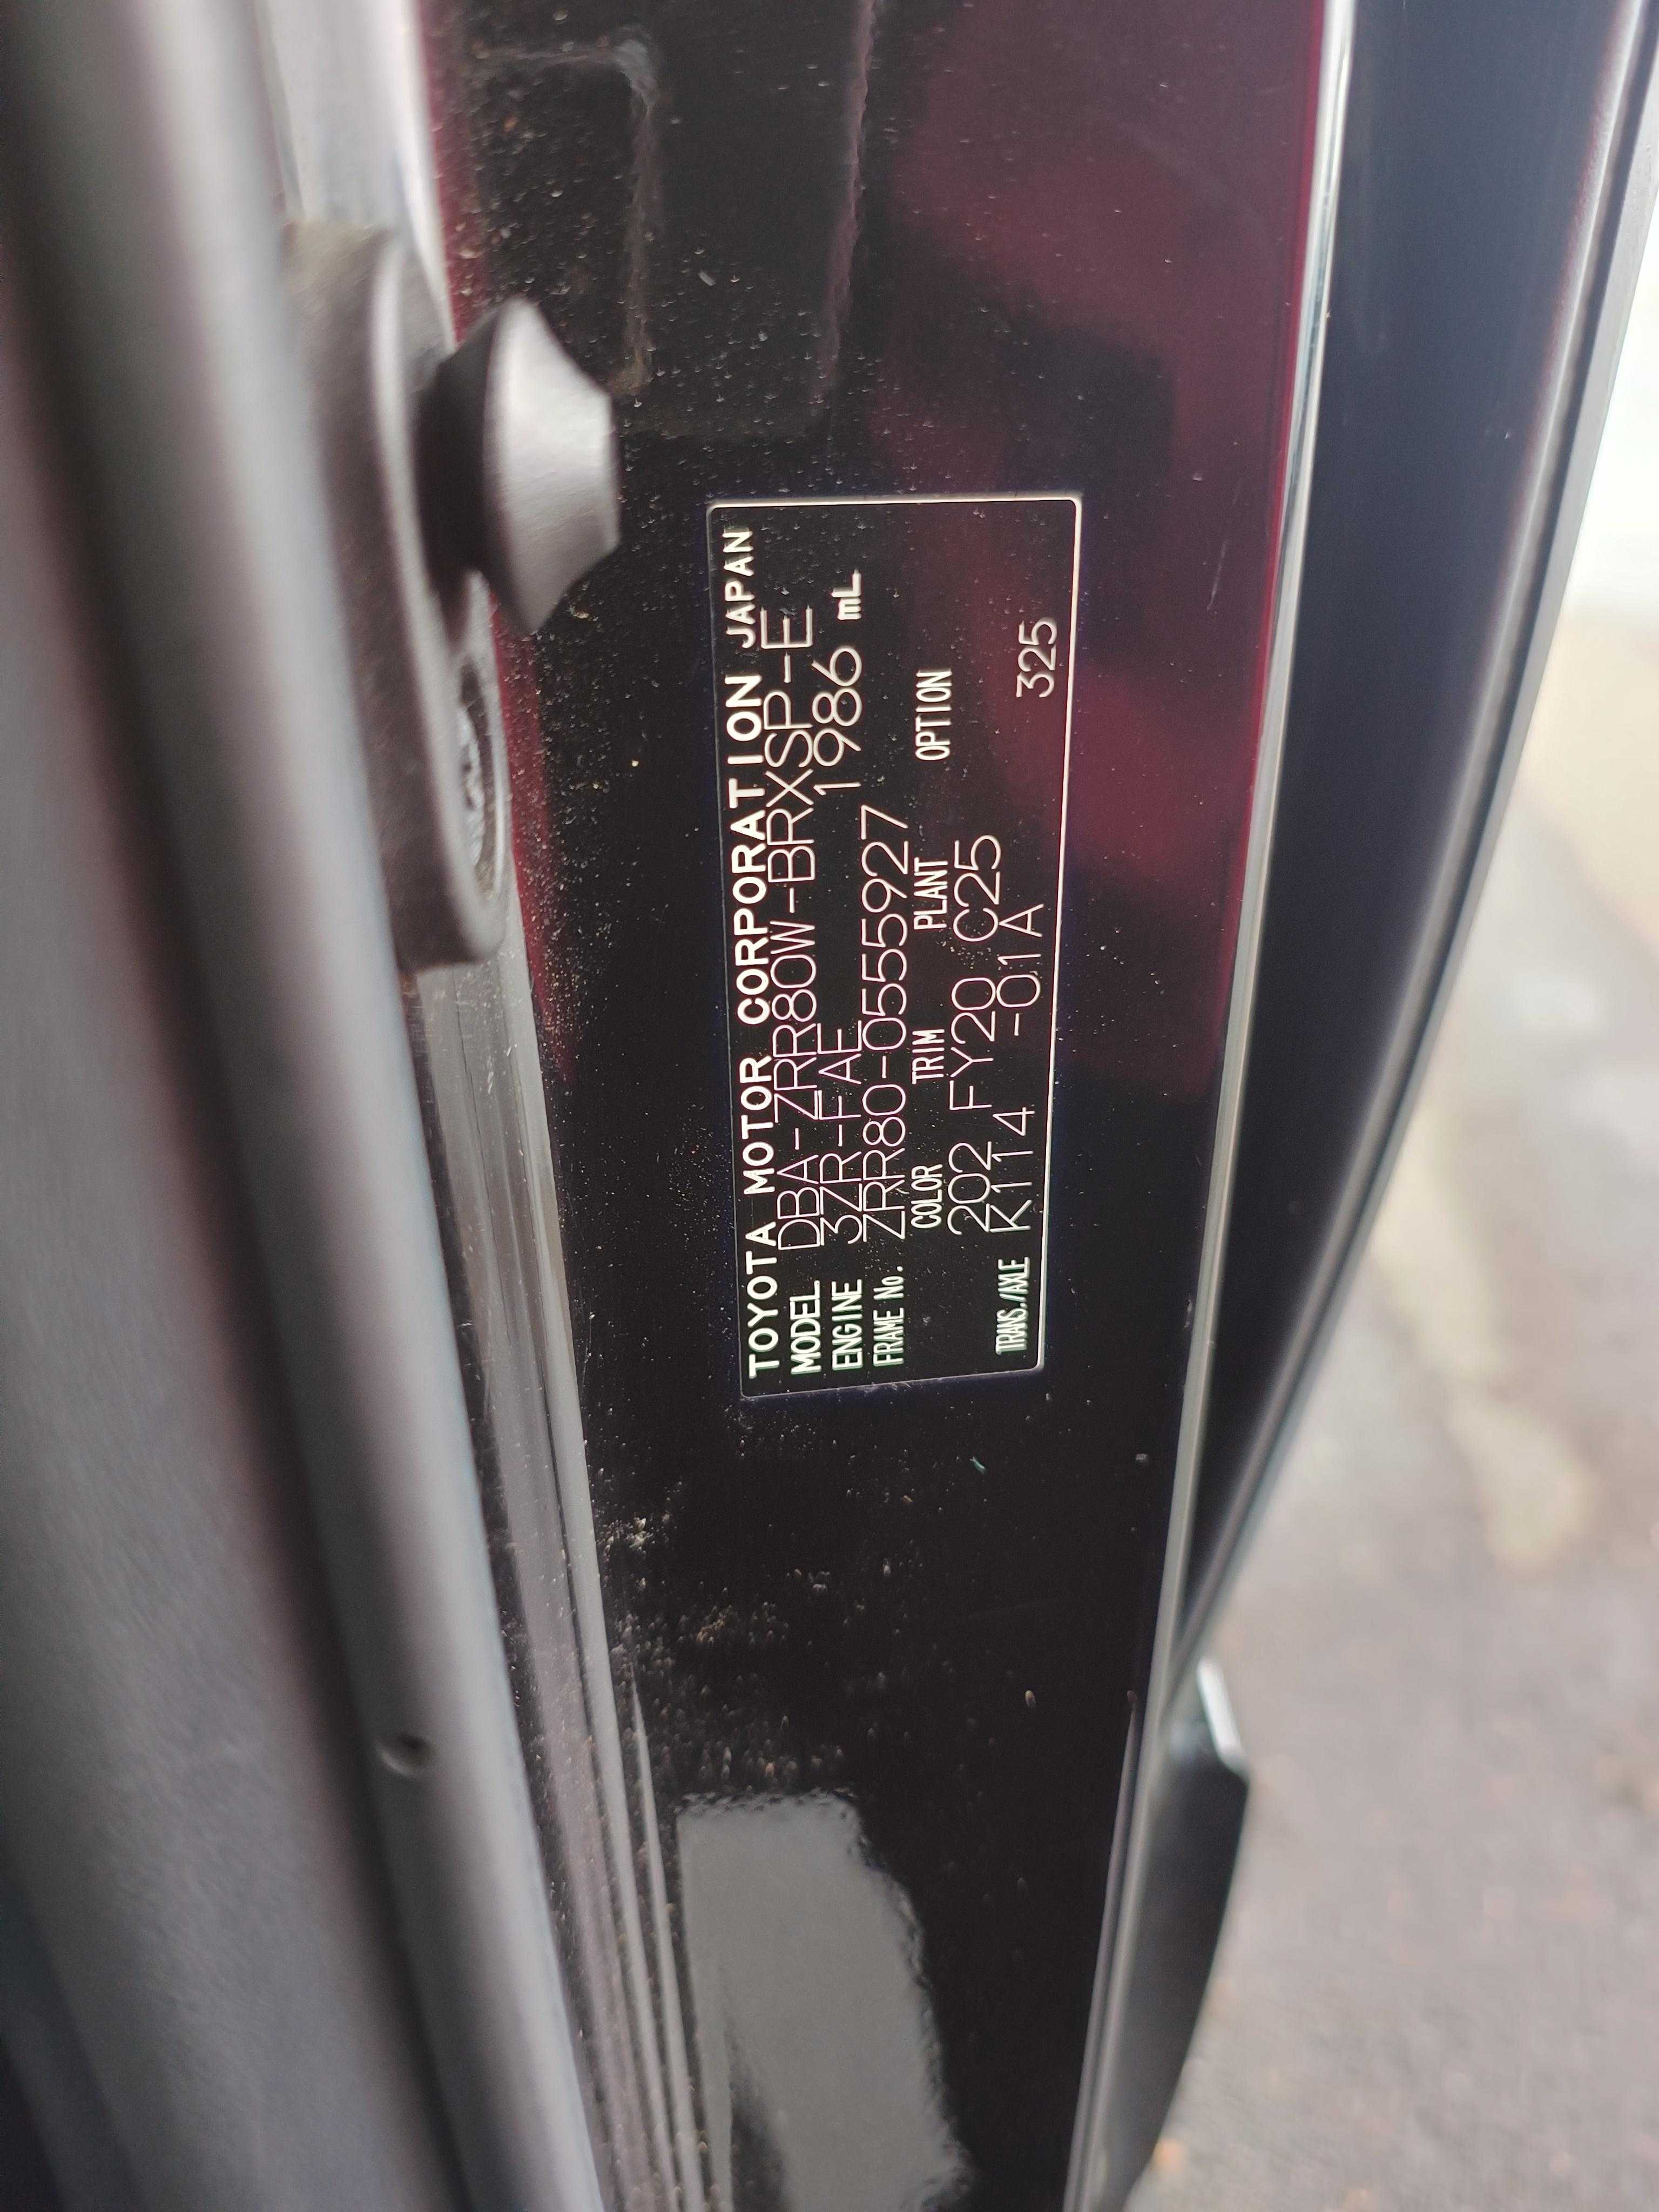 TOYOTA MOTOR CORPORATION JAPAN
MODEL DBA-ZRR80W-BRXSP-E
ENGINE 3ZR-FAE 1986 mL
FRAME No. ZRR80-0555927
COLOR TRIM PLANT OPTION
202 FY20 C25
TRANS./AXLE K114 -01A 325